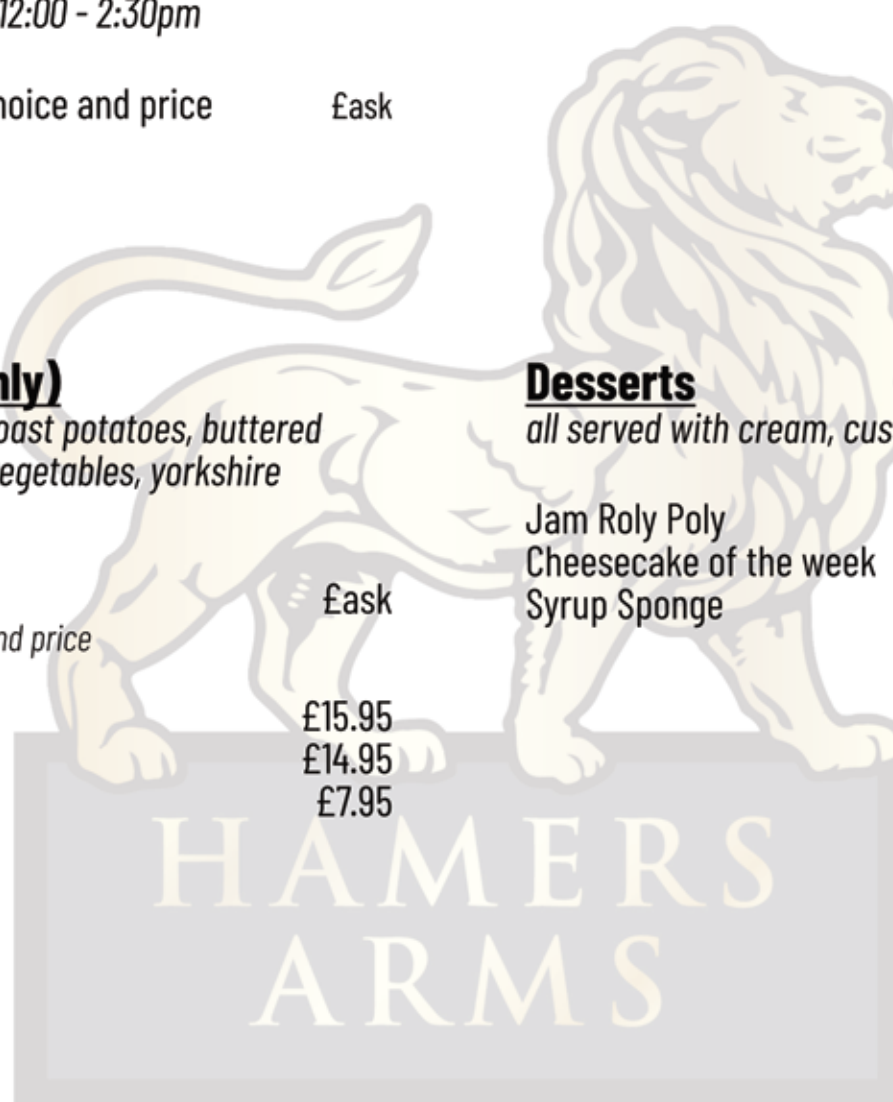 12:00 - 2:30pm
hoice and price £ask
nly)
oast potatoes, buttered
egetables, yorkshire
£ask
nd price
£15.95
£14.95
£7.95
Desserts
all served with cream, cus
Jam Roly Poly
Cheesecake of the week
Syrup Sponge
HAMERS
ARMS